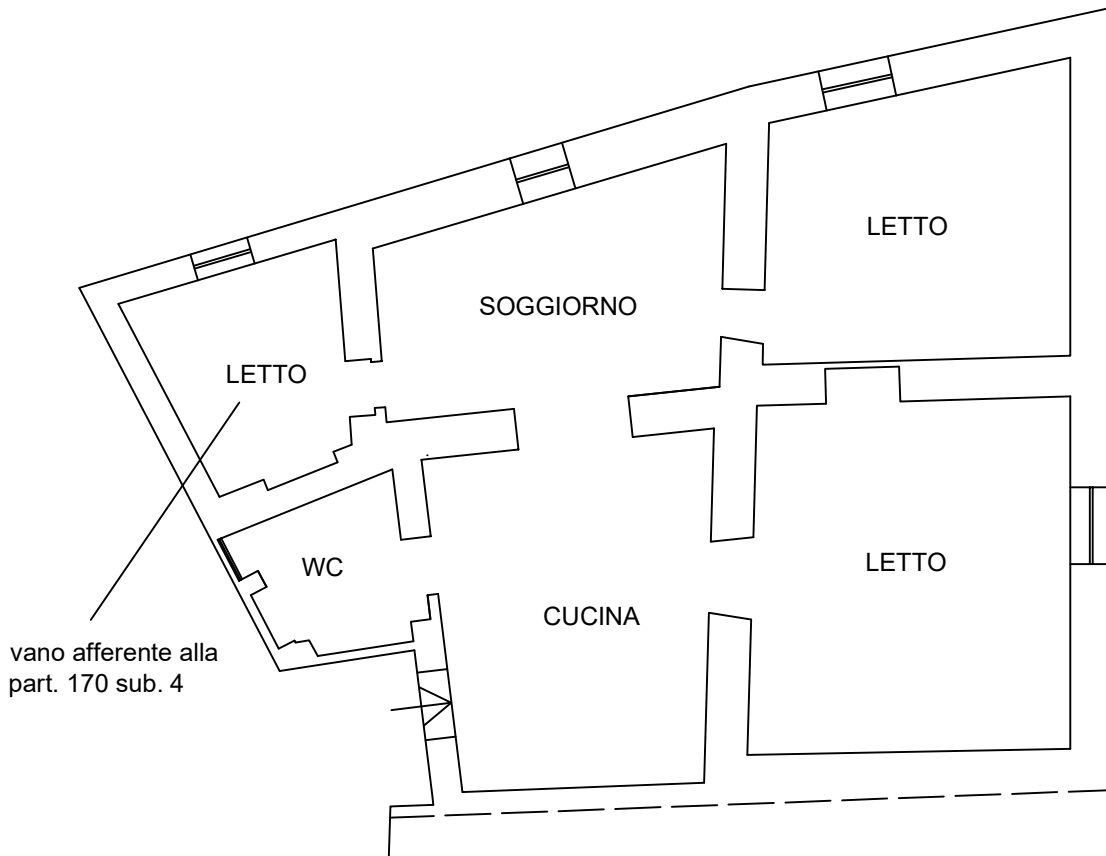 LETTO
SOGGIORNO
LETTO
WC
LETTO
CUCINA
vano afferente alla
part. 170 sub. 4